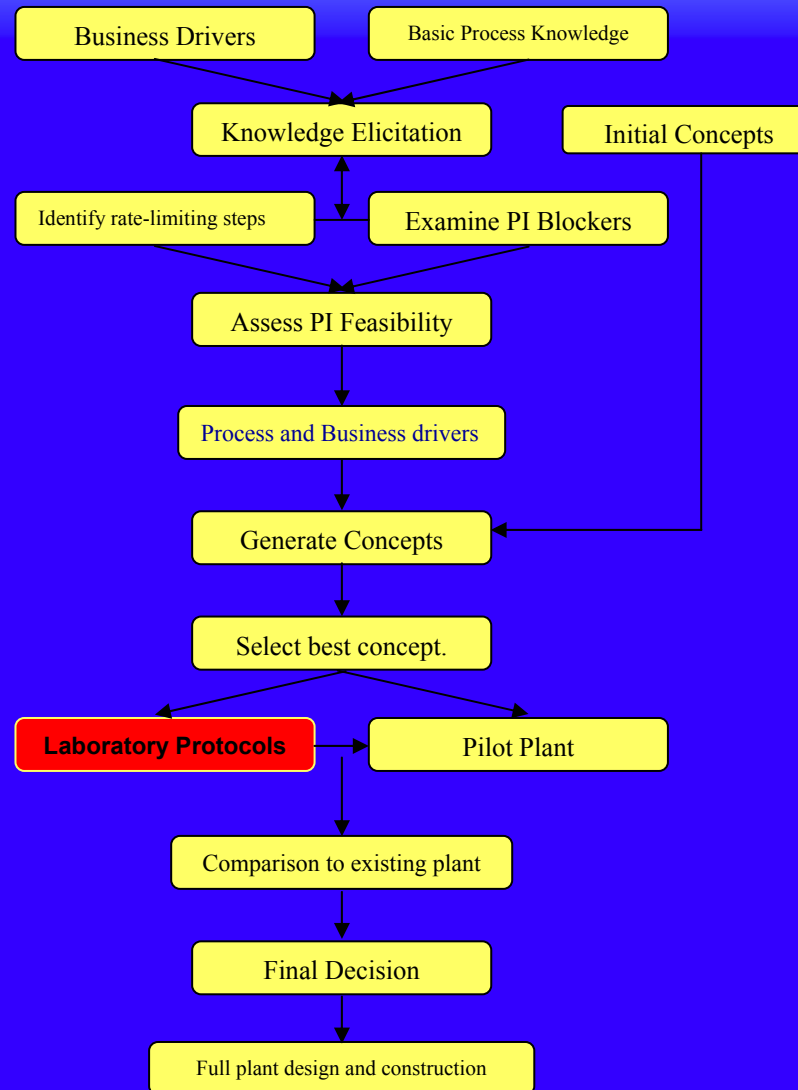 Business Drivers
Basic Process Knowledge
Knowledge Elicitation
Initial Concepts
Identify rate-limiting steps
Examine PI Blockers
Assess PI Feasibility
Process and Business drivers
Generate Concepts
Select best concept.
Laboratory Protocols
Pilot Plant
Comparison to existing plant
Final Decision
Full plant design and construction